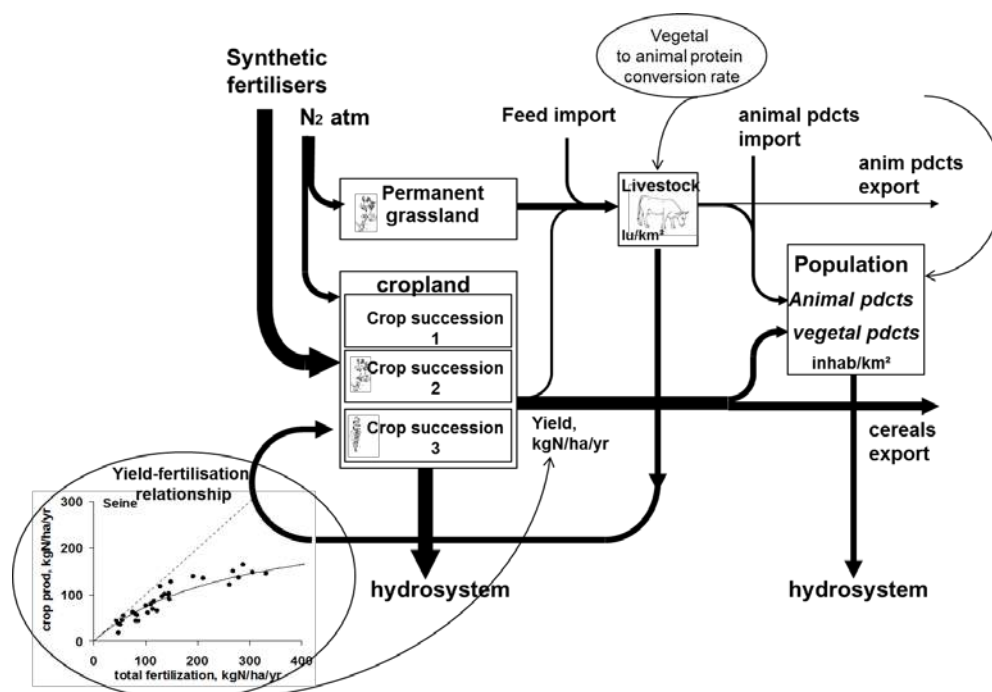 Vegetal
to animal protein
conversion rate
Synthetic
fertilisers
N₂ atm
Feed import
animal pdcts
import
anim pdcts
export
Permanent
grassland
Livestock
lu/km²
Population
Animal pdcts
vegetal pdcts
inhab/km²
cropland
Crop succession
1
Crop succession
2
Crop succession
3
Yield,
kgN/ha/yr
cereals
export
Yield-fertilisation
relationship
Seine
300
200
100
0
crop prod, kgN/ha/yr
0 100 200 300 400
total fertilization, kgN/ha/yr
hydrosystem
hydrosystem